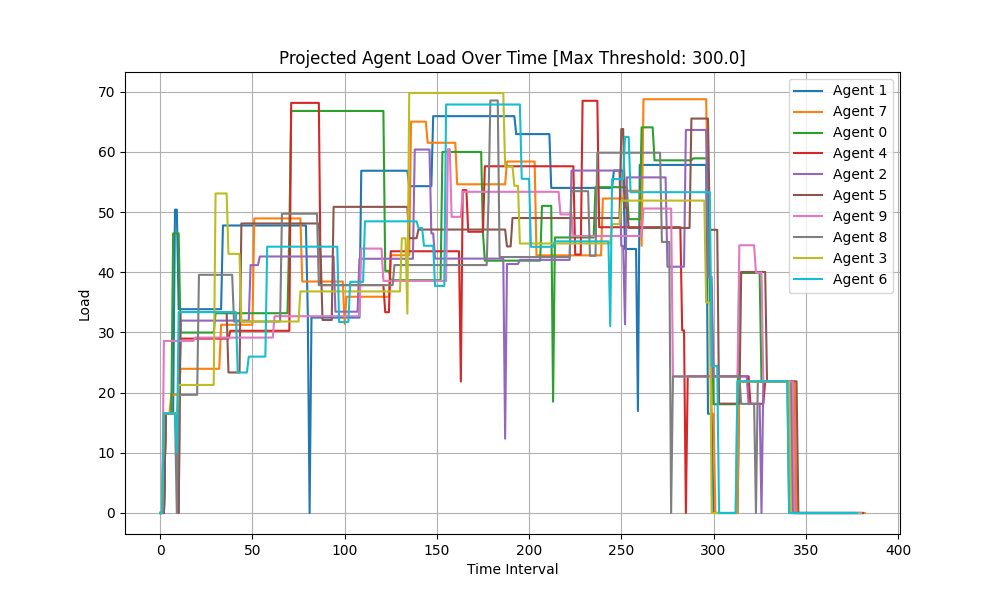 Projected Agent Load Over Time [Max Threshold: 300.0]
Load
70
60
50
40
30
20
10
0
0 50 100 150 200 250 300 350 400
Time Interval
Agent 1
Agent 7
Agent 0
Agent 4
Agent 2
Agent 5
Agent 9
Agent 8
Agent 3
Agent 6